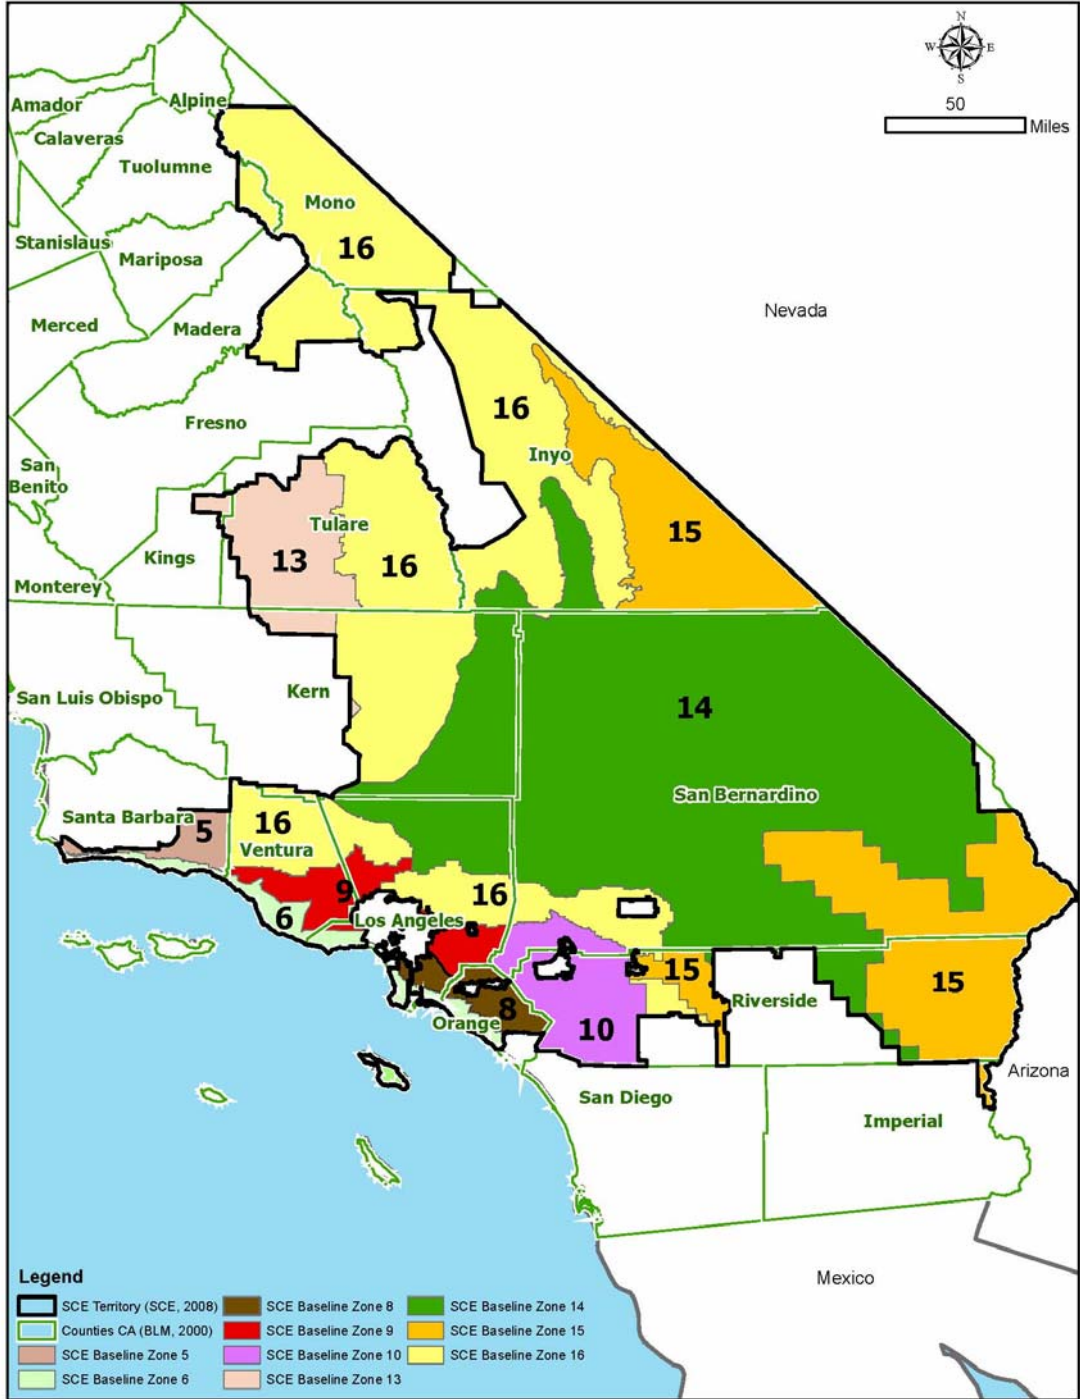 N
W E
S
50
Miles
Amador
Alpine
Calaveras
Tuolumne
Mono
16
Stanislaus
Mariposa
Nevada
Merced
Madera
16
Fresno
Inyo
San
Benito
Tulare
15
Kings
13
16
Monterey
San Luis Obispo
Kern
14
San Bernardino
Santa Barbara
5
16
Ventura
9
16
6
Los Angeles
15
15
Riverside
8
Orange
10
Arizona
San Diego
Imperial
Mexico
Legend
SCE Territory (SCE, 2008)
Counties CA (BLM, 2000)
SCE Baseline Zone 5
SCE Baseline Zone 6
SCE Baseline Zone 8
SCE Baseline Zone 9
SCE Baseline Zone 10
SCE Baseline Zone 13
SCE Baseline Zone 14
SCE Baseline Zone 15
SCE Baseline Zone 16